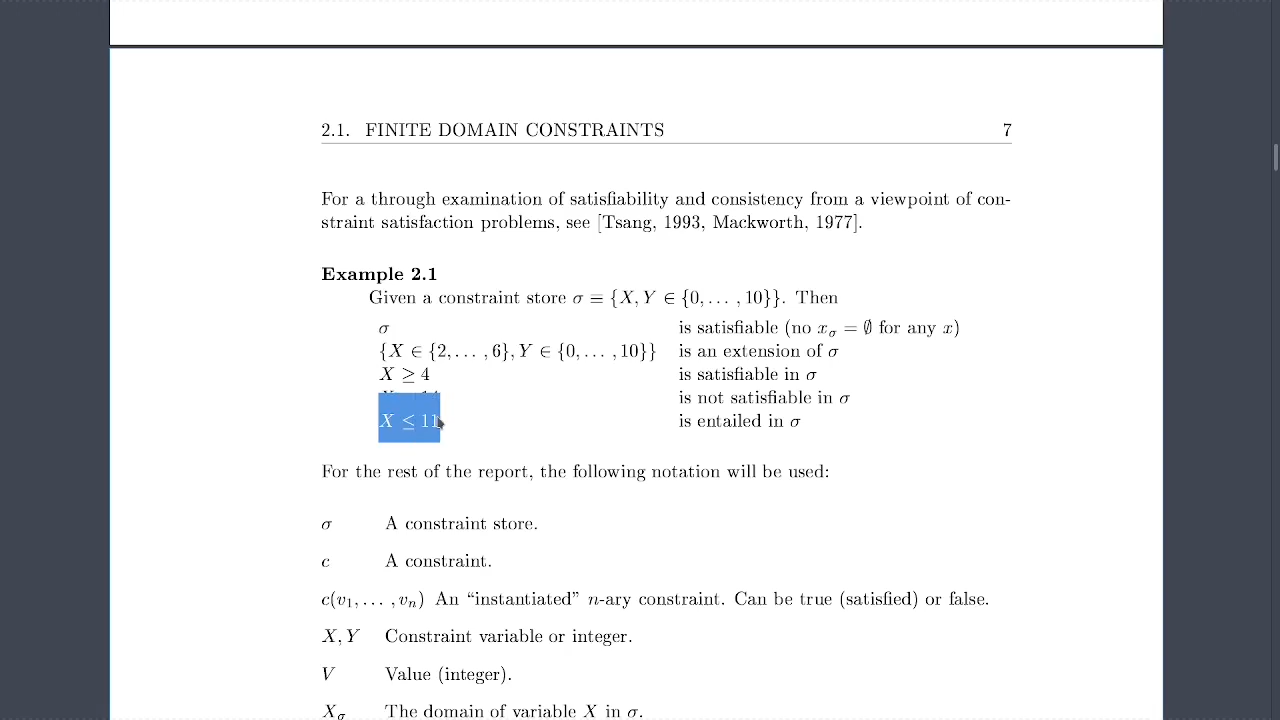 2.1. FINITE DOMAIN CONSTRAINTS 7
For a through examination of satisfiability and consistency from a viewpoint of con-
straint satisfaction problems, see [Tsang, 1993, Mackworth, 1977].
Example 2.1
Given a constraint store σ ≡ {X, Y ∈ {0, ... , 10}}. Then
σ is satisfiable (no xσ = ∅ for any x)
{X ∈ {2, ... , 6}, Y ∈ {0, ... , 10}} is an extension of σ
X ≥ 4 is satisfiable in σ
is not satisfiable in σ
X ≤ 11 is entailed in σ
For the rest of the report, the following notation will be used:
σ A constraint store.
c A constraint.
c(v1, ... , vn) An “instantiated” n-ary constraint. Can be true (satisfied) or false.
X, Y Constraint variable or integer.
V Value (integer).
Xσ The domain of variable X in σ.